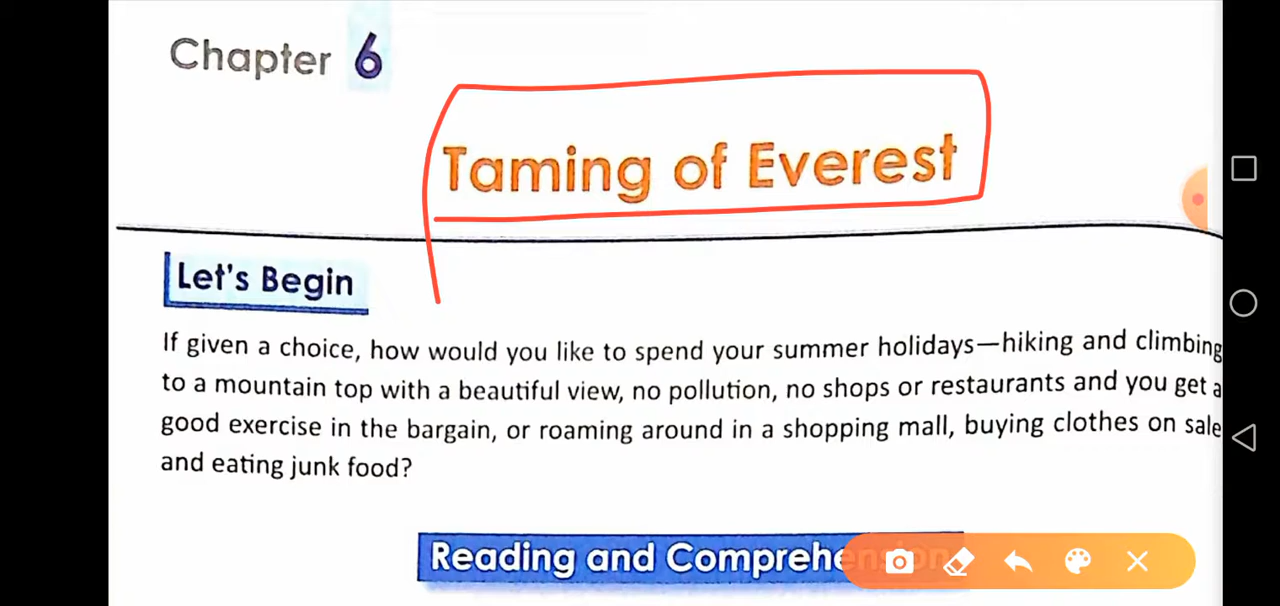 Chapter 6
Taming of Everest
Let's Begin
If given a choice, how would you like to spend your summer holidays—hiking and climbing
to a mountain top with a beautiful view, no pollution, no shops or restaurants and you get a
good exercise in the bargain, or roaming around in a shopping mall, buying clothes on sale
and eating junk food?
Reading and Comprehension